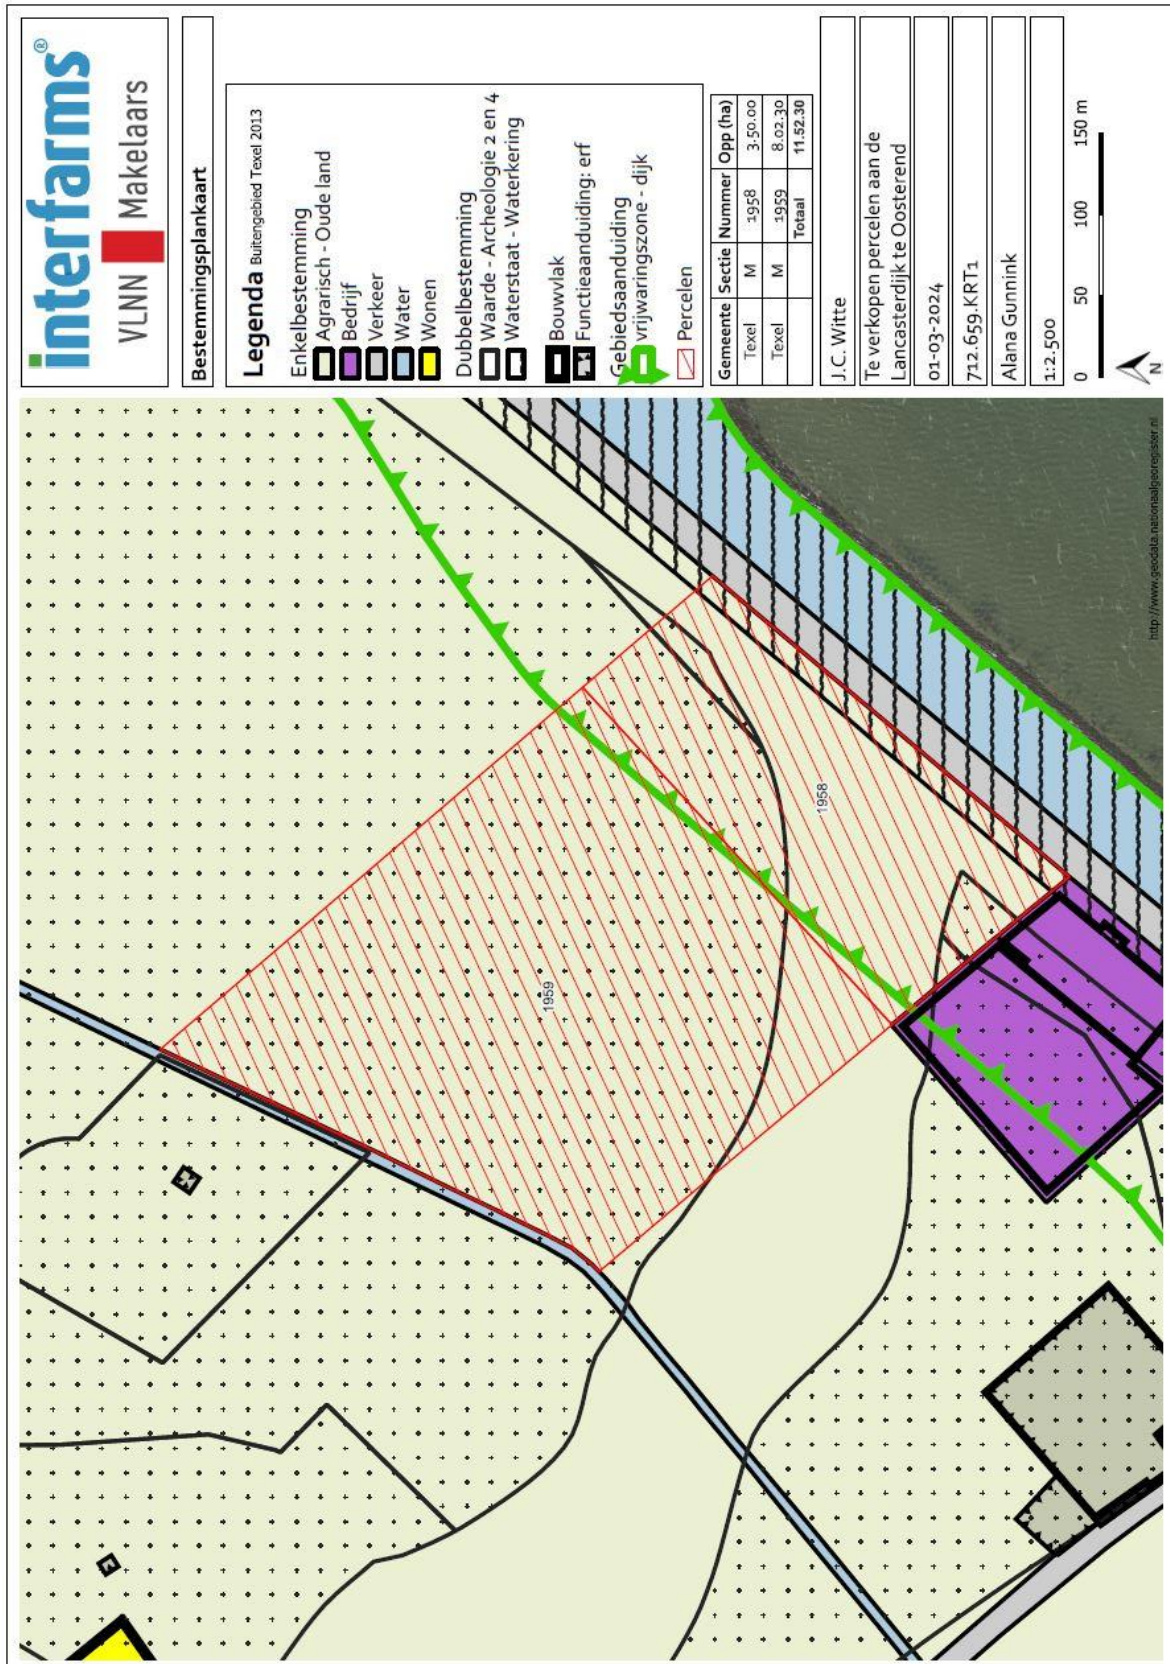 interfarms®
VLNN Makelaars
Bestemmingsplankaart
Legenda Buitengebied Texel 2013
Enkelbestemming
Agrarisch - Oude land
Bedrijf
Verkeer
Water
Wonen
Dubbelbestemming
Waarde - Archeologie 2 en 4
Waterstaat - Waterkering
Bouwvlak
Functieaanduiding: erf
Gebiedsaanduiding
vrijwaringszone - dijk
Percelen
Gemeente Sectie Nummer Opp (ha)
Texel M 1958 3.50.00
Texel M 1959 8.02.30
Totaal 11.52.30
J.C. Witte
Te verkopen percelen aan de
Lancasterdijk te Oosterend
01-03-2024
712.659.KRT1
Alana Gunnink
1:2.500
0 50 100 150 m
N
1959
1958
http://www.geodata.nationaalgeoregister.nl